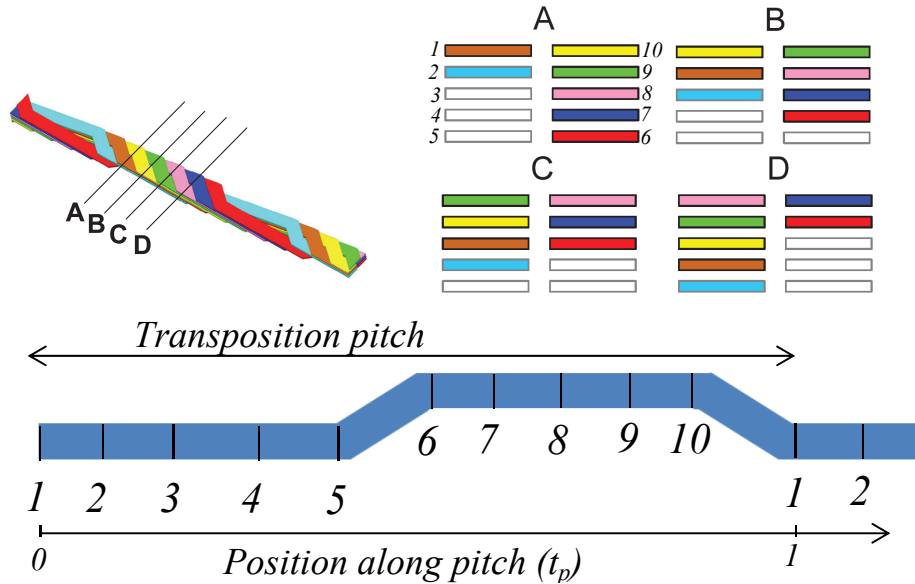 A
B
1
10
2
9
3
8
4
7
5
6
A
B
C
D
C
D
Transposition pitch
1 2 3 4 5 6 7 8 9 10 1 2
0
1
Position along pitch (tp)